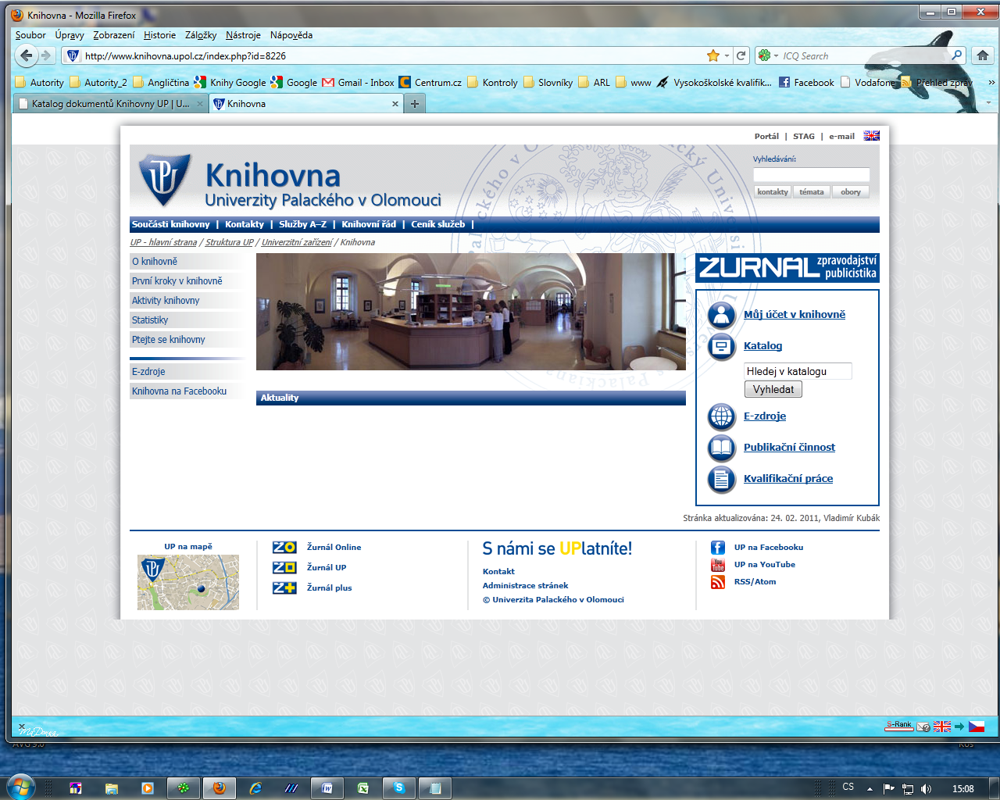 Knihovna - Mozilla Firefox
Soubor Úpravy Zobrazení Historie Záložky Nástroje Nápověda
http://www.knihovna.upol.cz/index.php?id=8226
ICQ Search
Autority Autority_2 Angličtina Knihy Google Google Gmail - Inbox Centrum.cz Kontroly Slovníky ARL www Vysokoškolské kvalifik... Facebook Vodafone Přehled zpráv »
Katalog dokumentů Knihovny UP | U...
Knihovna
Portál | STAG | e-mail
Knihovna
Univerzity Palackého v Olomouci
Vyhledávání:
kontakty témata obory
Součásti knihovny | Kontakty | Služby A–Z | Knihovní řád | Ceník služeb |
UP - hlavní strana / Struktura UP / Univerzitní zařízení / Knihovna
O knihovně
První kroky v knihovně
Aktivity knihovny
Statistiky
Ptejte se knihovny
E-zdroje
Knihovna na Facebooku
Aktuality
ŽURNÁL zpravodajství
publicistika
Můj účet v knihovně
Katalog
Hledej v katalogu
Vyhledat
E-zdroje
Publikační činnost
Kvalifikační práce
Stránka aktualizována: 24. 02. 2011, Vladimír Kubák
UP na mapě
Žurnál Online
Žurnál UP
Žurnál plus
S námi se UPlatníte!
Kontakt
Administrace stránek
© Univerzita Palackého v Olomouci
UP na Facebooku
UP na YouTube
RSS/Atom
MaDonna
S-Rank
AVG 9.0
Koš
CS
15:08